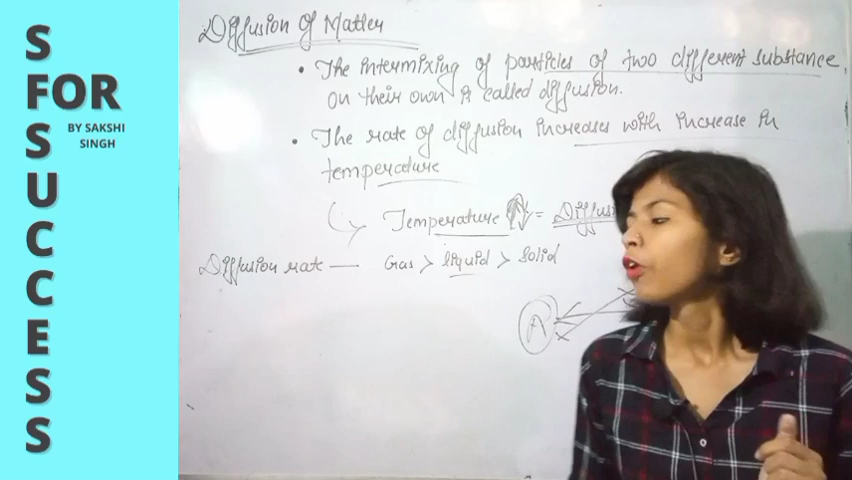 S
FOR
BY SAKSHI
SINGH
S
U
C
C
E
S
S
Diffusion Of Matter
• The intermixing of particles of two different substance,
on their own is called diffusion.
• The rate of diffusion increases with increase in
temperature
Temperature ↑ = Diffus
Diffusion rate — Gas > liquid > Solid
A